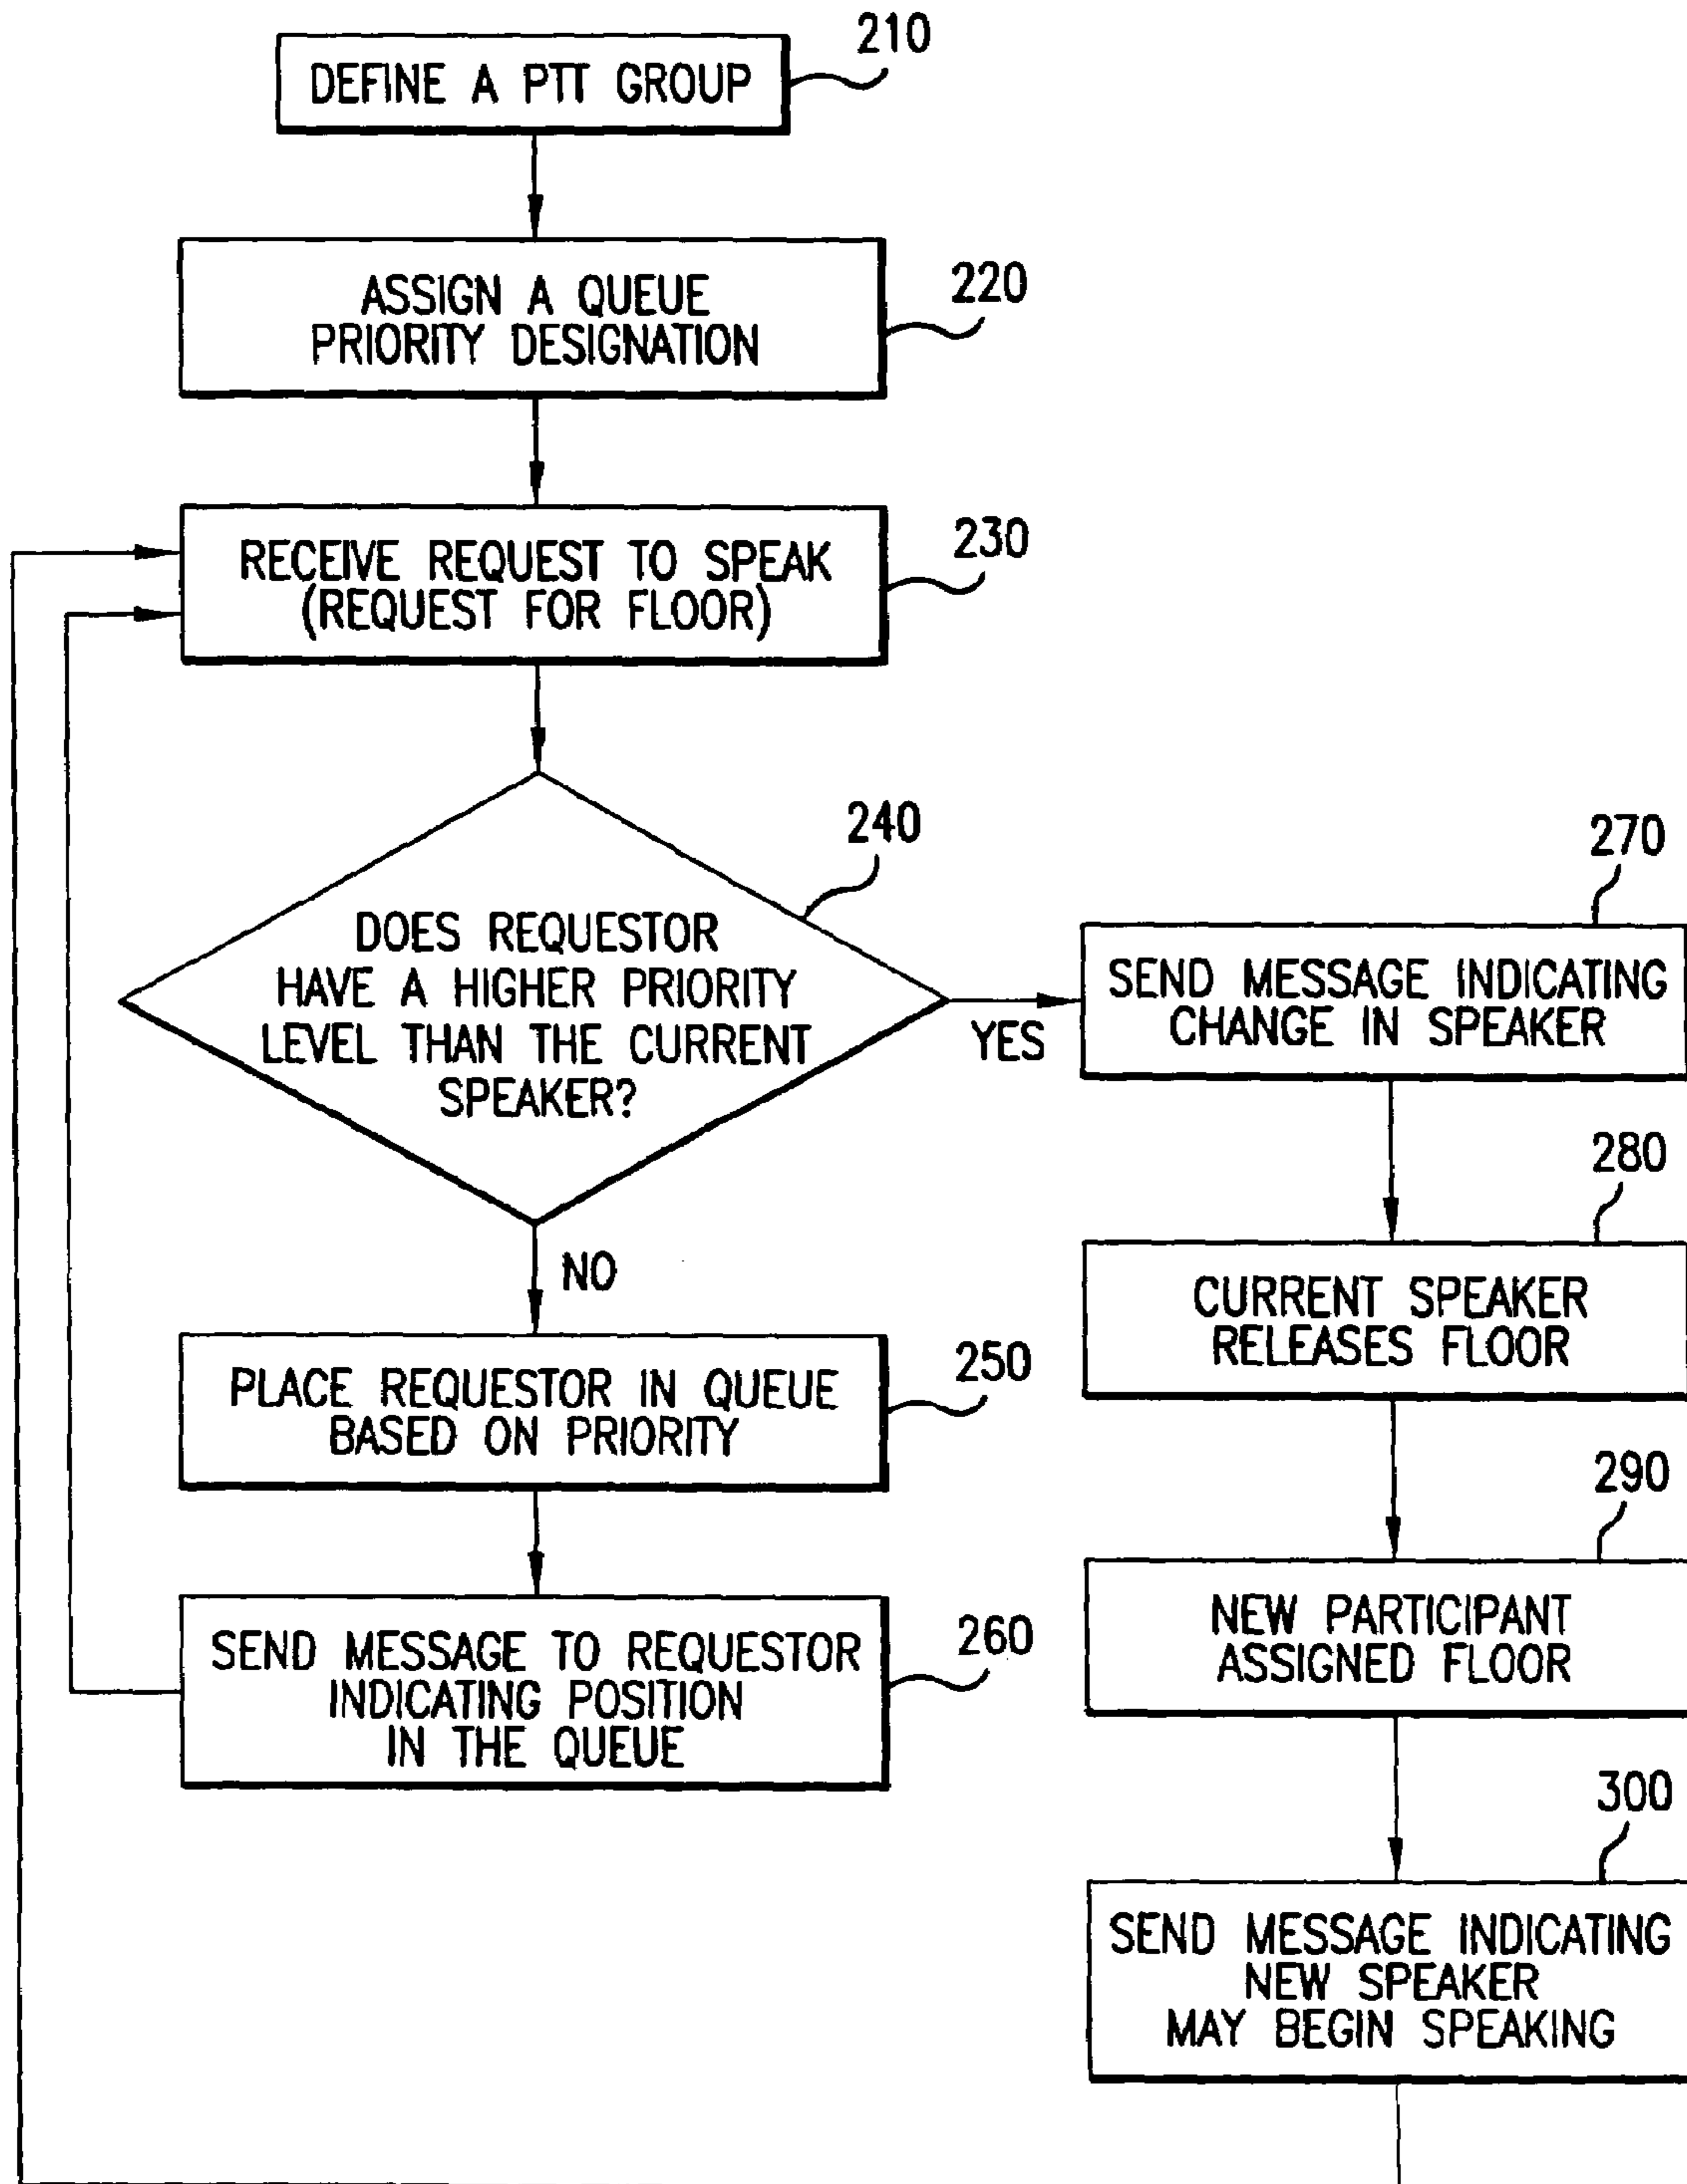 210
DEFINE A PTT GROUP
220
ASSIGN A QUEUE
PRIORITY DESIGNATION
230
RECEIVE REQUEST TO SPEAK
(REQUEST FOR FLOOR)
240
DOES REQUESTOR
HAVE A HIGHER PRIORITY
LEVEL THAN THE CURRENT
SPEAKER?
YES
NO
250
PLACE REQUESTOR IN QUEUE
BASED ON PRIORITY
260
SEND MESSAGE TO REQUESTOR
INDICATING POSITION
IN THE QUEUE
270
SEND MESSAGE INDICATING
CHANGE IN SPEAKER
280
CURRENT SPEAKER
RELEASES FLOOR
290
NEW PARTICIPANT
ASSIGNED FLOOR
300
SEND MESSAGE INDICATING
NEW SPEAKER
MAY BEGIN SPEAKING